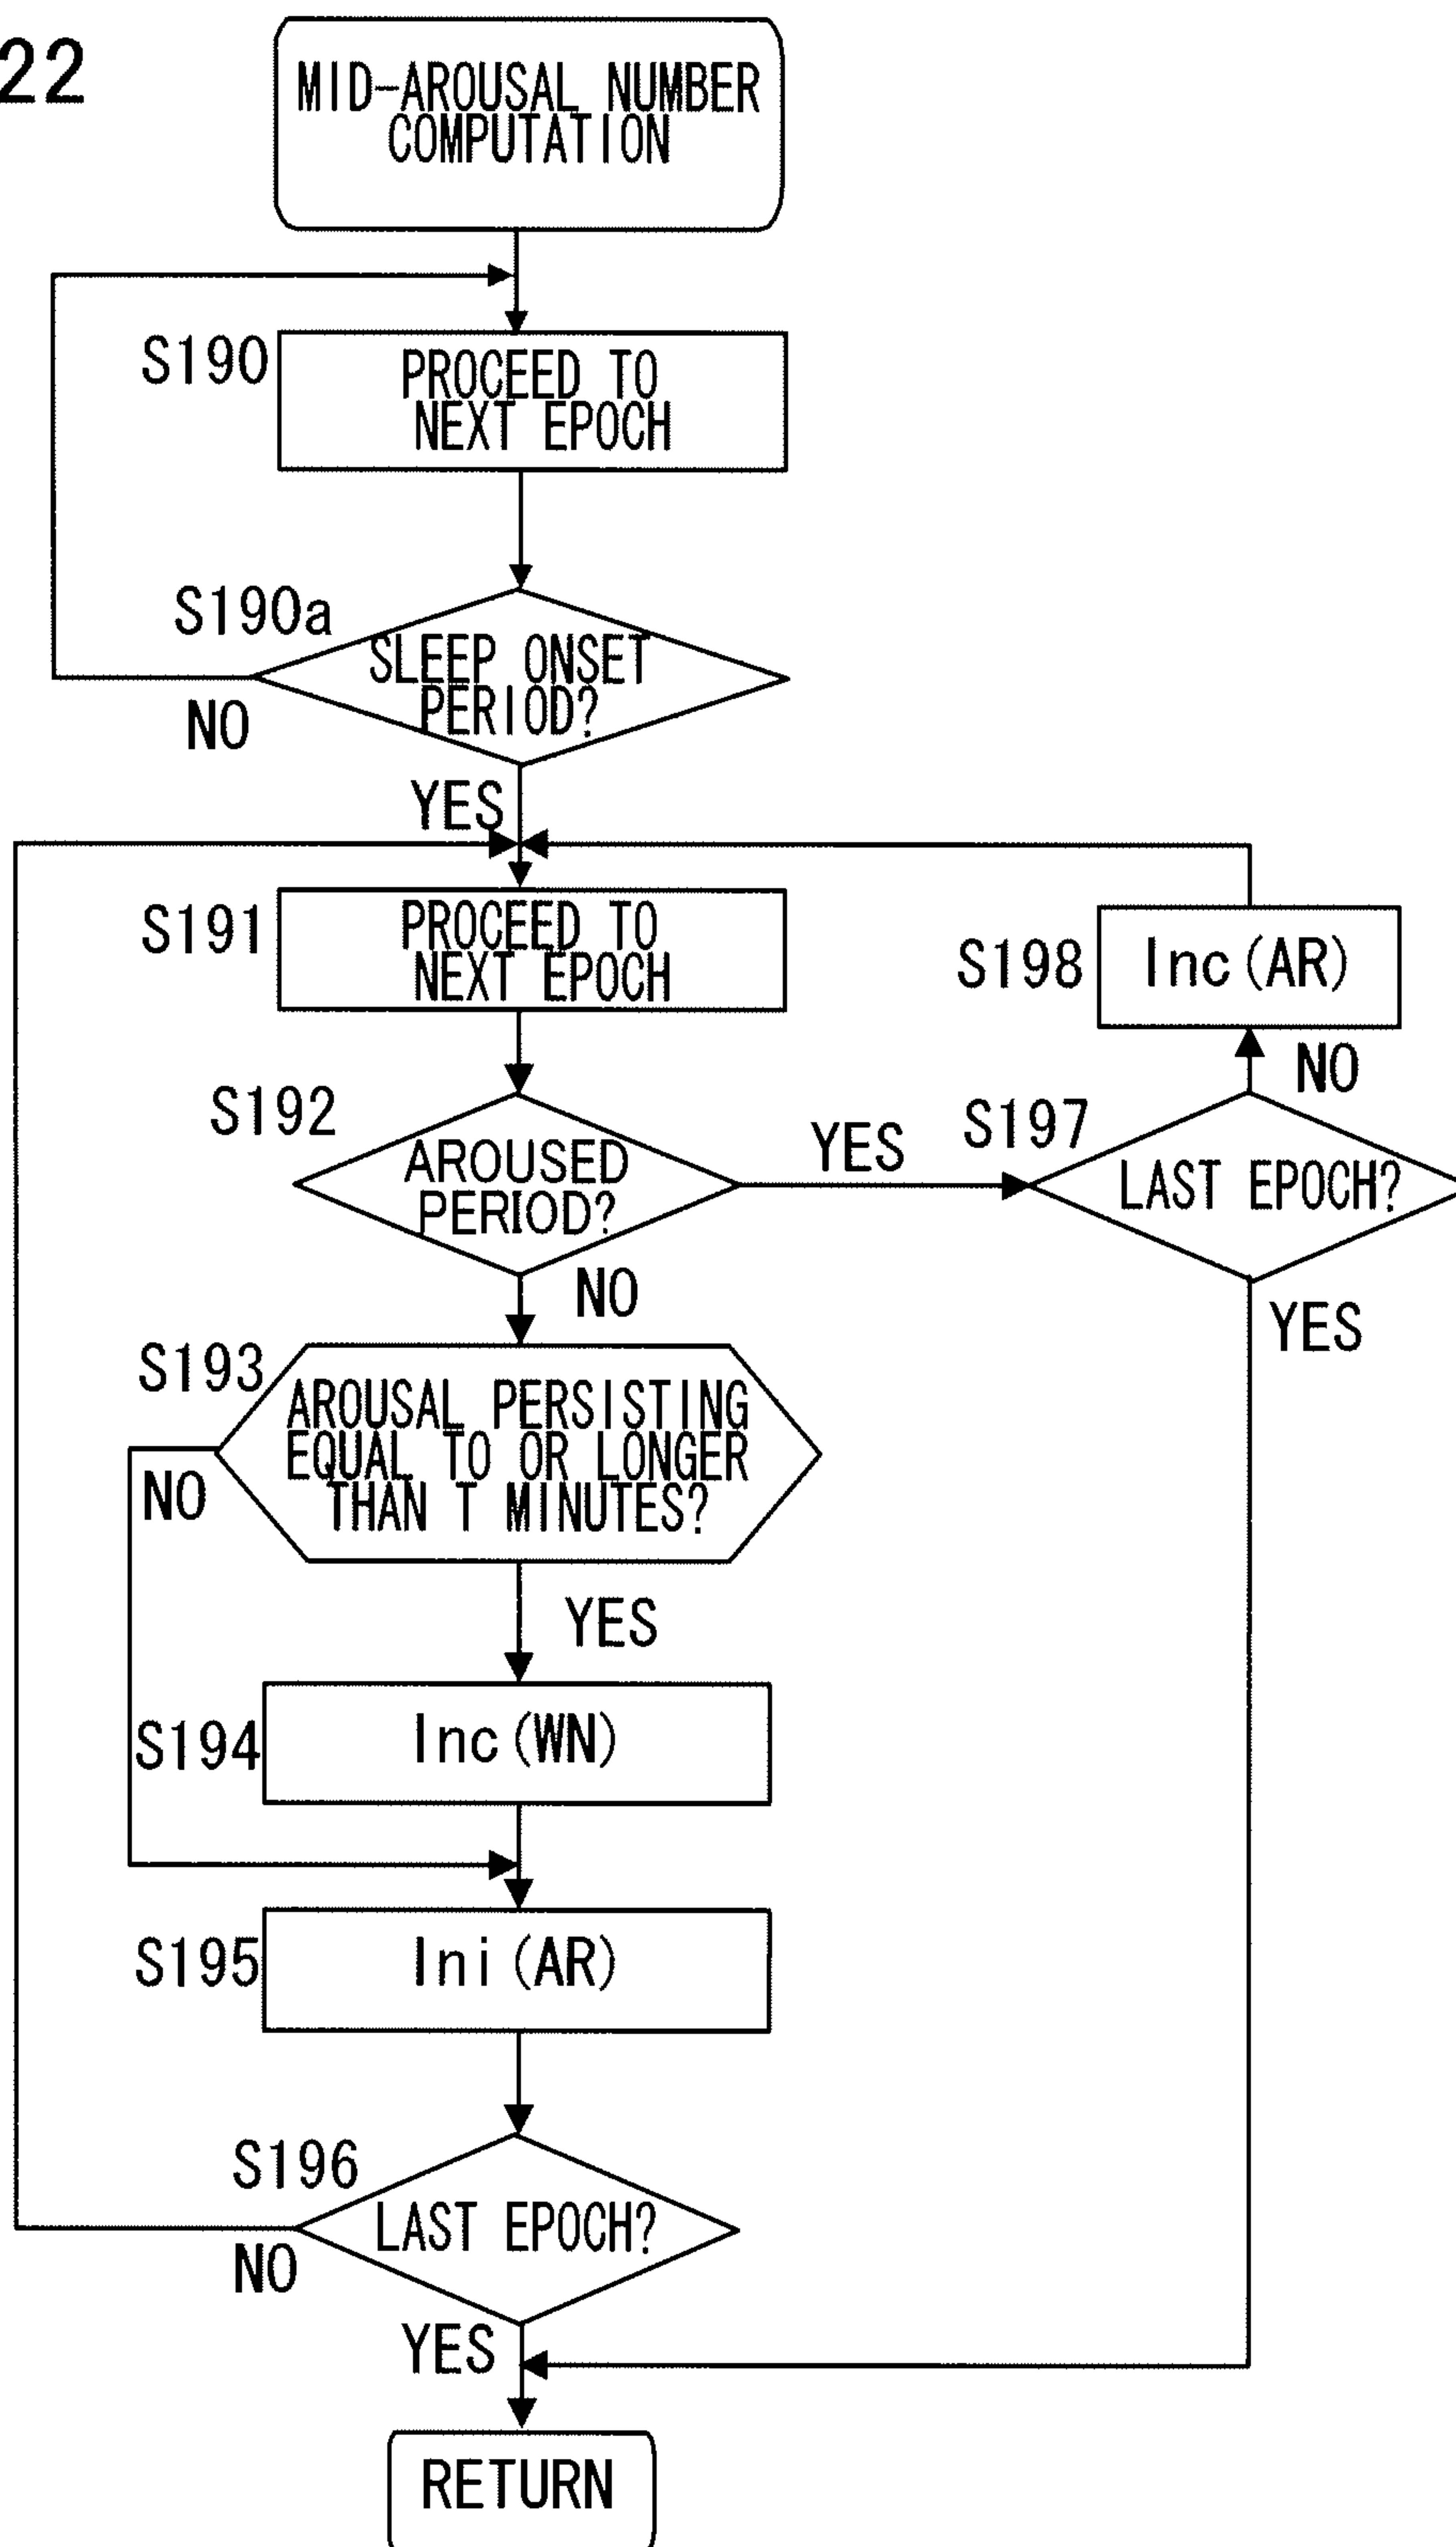 22
MID-AROUSAL NUMBER
COMPUTATION
S190
PROCEED TO
NEXT EPOCH
S190a
SLEEP ONSET
PERIOD?
NO
YES
S191
PROCEED TO
NEXT EPOCH
S198
Inc(AR)
NO
S192
AROUSED
PERIOD?
YES
S197
LAST EPOCH?
NO
YES
S193
AROUSAL PERSISTING
EQUAL TO OR LONGER
THAN T MINUTES?
NO
YES
S194
Inc(WN)
S195
Ini(AR)
S196
LAST EPOCH?
NO
YES
RETURN